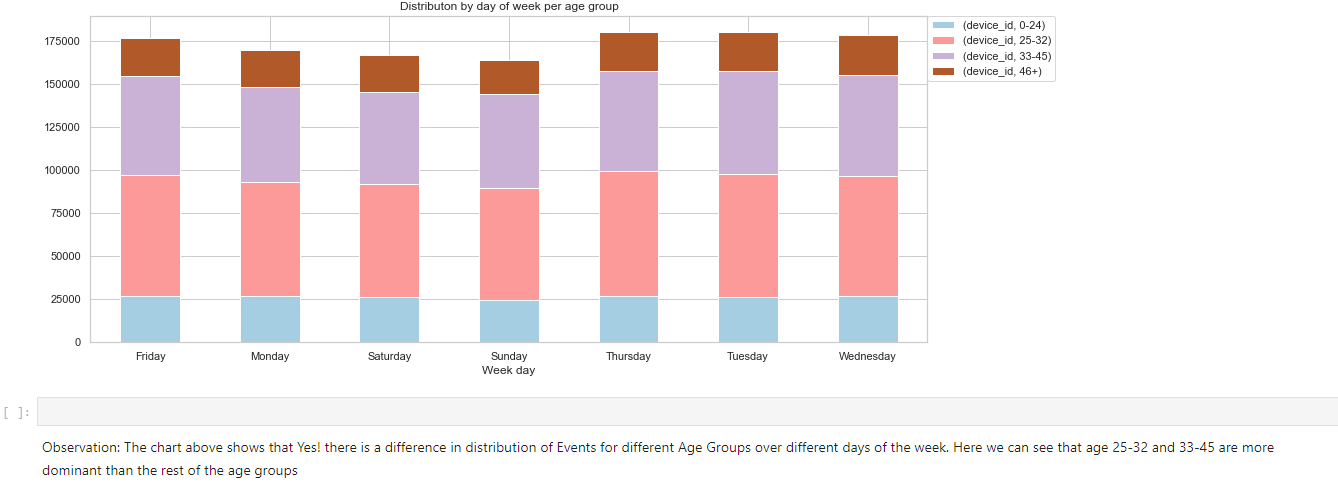 Distributon by day of week per age group
175000
150000
125000
100000
75000
50000
25000
0
Friday Monday Saturday Sunday Thursday Tuesday Wednesday
Week day
(device_id, 0-24)
(device_id, 25-32)
(device_id, 33-45)
(device_id, 46+)
[ ]:
Observation: The chart above shows that Yes! there is a difference in distribution of Events for different Age Groups over different days of the week. Here we can see that age 25-32 and 33-45 are more
dominant than the rest of the age groups